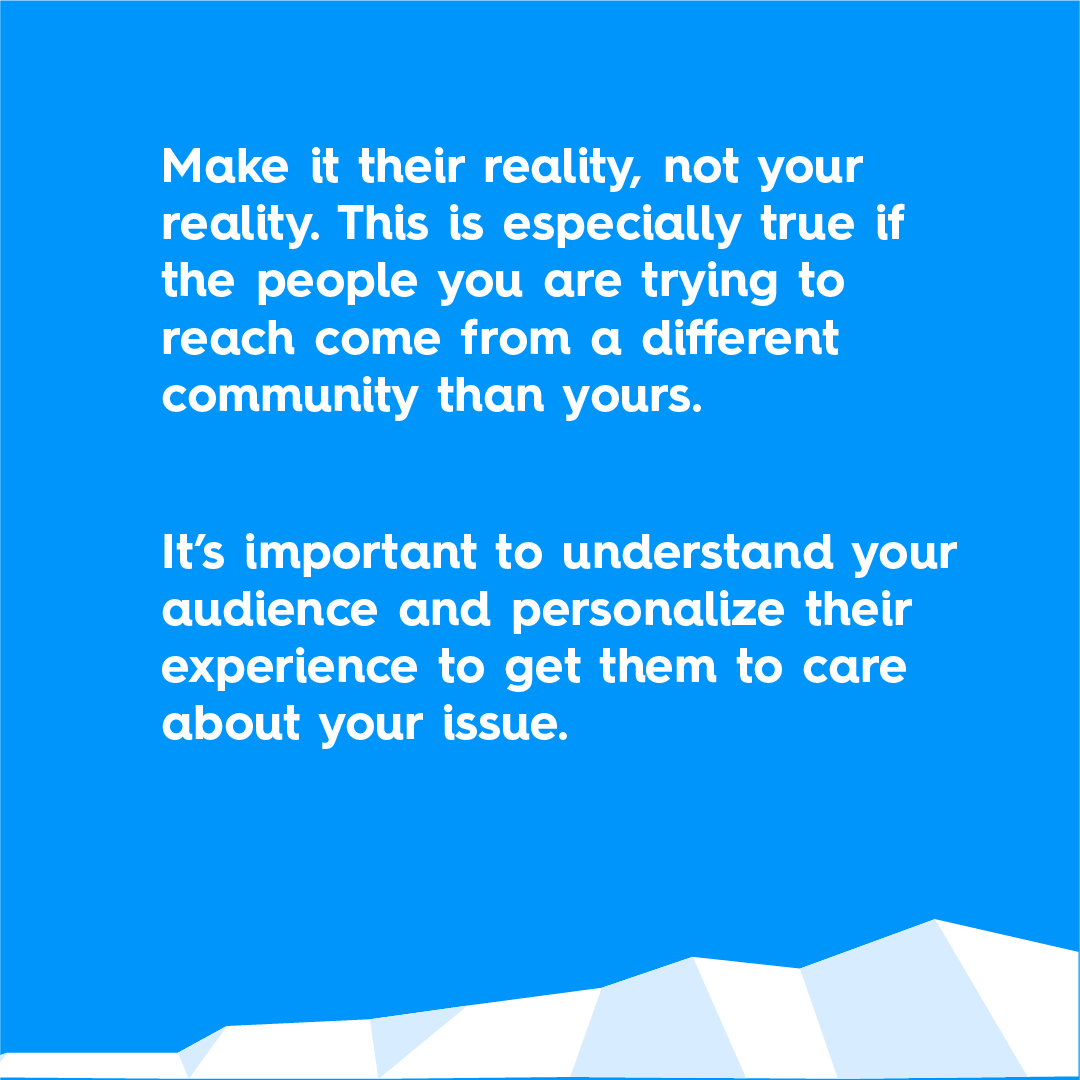 Make it their reality, not your
reality. This is especially true if
the people you are trying to
reach come from a different
community than yours.
It’s important to understand your
audience and personalize their
experience to get them to care
about your issue.